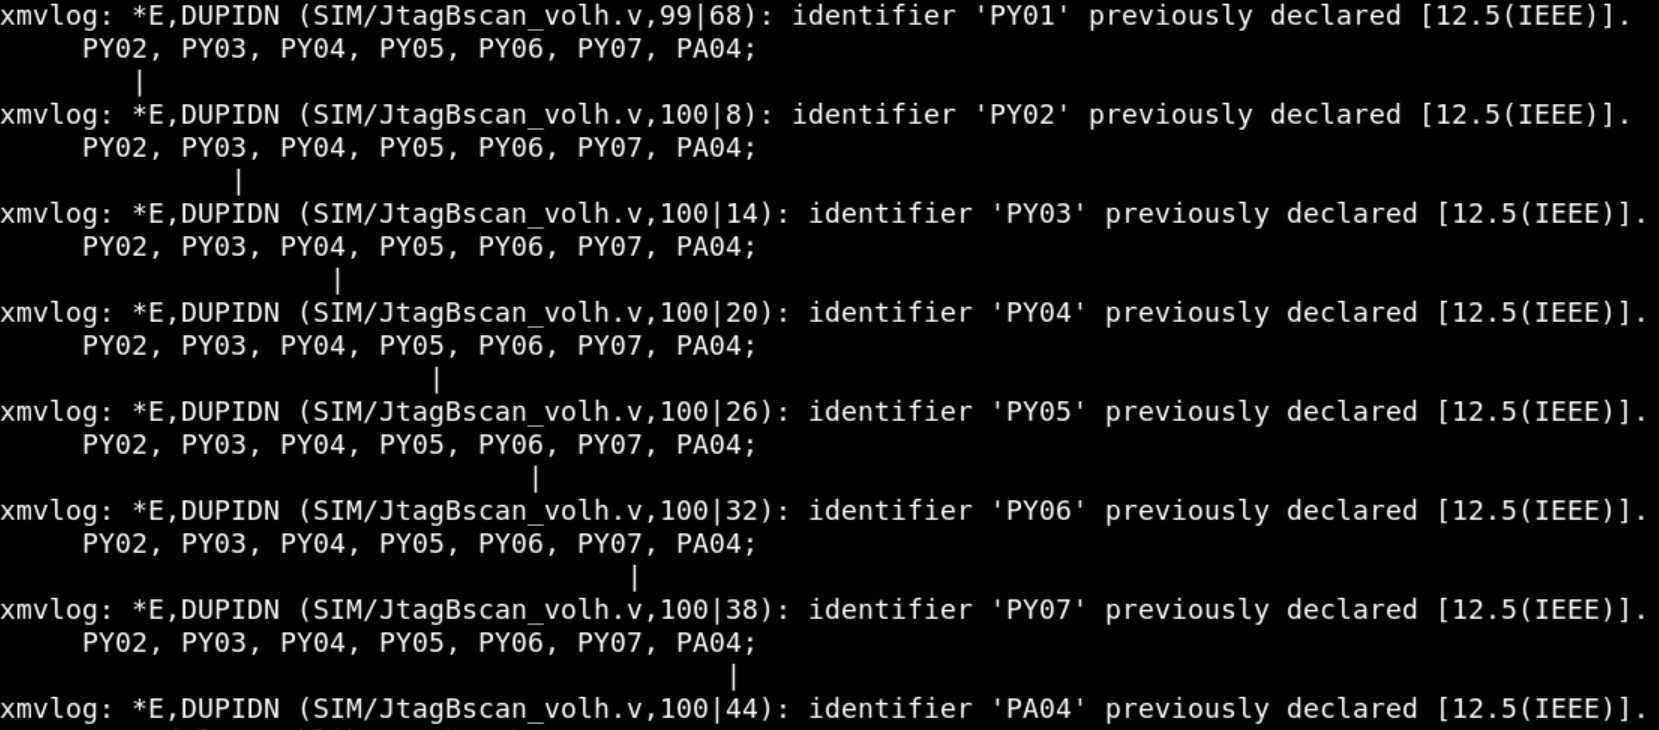 xmvlog: *E,DUPIDN (SIM/JtagBscan_volh.v,99|68): identifier 'PY01' previously declared [12.5(IEEE)].
     PY02, PY03, PY04, PY05, PY06, PY07, PA04;
        |
xmvlog: *E,DUPIDN (SIM/JtagBscan_volh.v,100|8): identifier 'PY02' previously declared [12.5(IEEE)].
     PY02, PY03, PY04, PY05, PY06, PY07, PA04;
              |
xmvlog: *E,DUPIDN (SIM/JtagBscan_volh.v,100|14): identifier 'PY03' previously declared [12.5(IEEE)].
     PY02, PY03, PY04, PY05, PY06, PY07, PA04;
                    |
xmvlog: *E,DUPIDN (SIM/JtagBscan_volh.v,100|20): identifier 'PY04' previously declared [12.5(IEEE)].
     PY02, PY03, PY04, PY05, PY06, PY07, PA04;
                          |
xmvlog: *E,DUPIDN (SIM/JtagBscan_volh.v,100|26): identifier 'PY05' previously declared [12.5(IEEE)].
     PY02, PY03, PY04, PY05, PY06, PY07, PA04;
                                |
xmvlog: *E,DUPIDN (SIM/JtagBscan_volh.v,100|32): identifier 'PY06' previously declared [12.5(IEEE)].
     PY02, PY03, PY04, PY05, PY06, PY07, PA04;
                                      |
xmvlog: *E,DUPIDN (SIM/JtagBscan_volh.v,100|38): identifier 'PY07' previously declared [12.5(IEEE)].
     PY02, PY03, PY04, PY05, PY06, PY07, PA04;
                                            |
xmvlog: *E,DUPIDN (SIM/JtagBscan_volh.v,100|44): identifier 'PA04' previously declared [12.5(IEEE)].